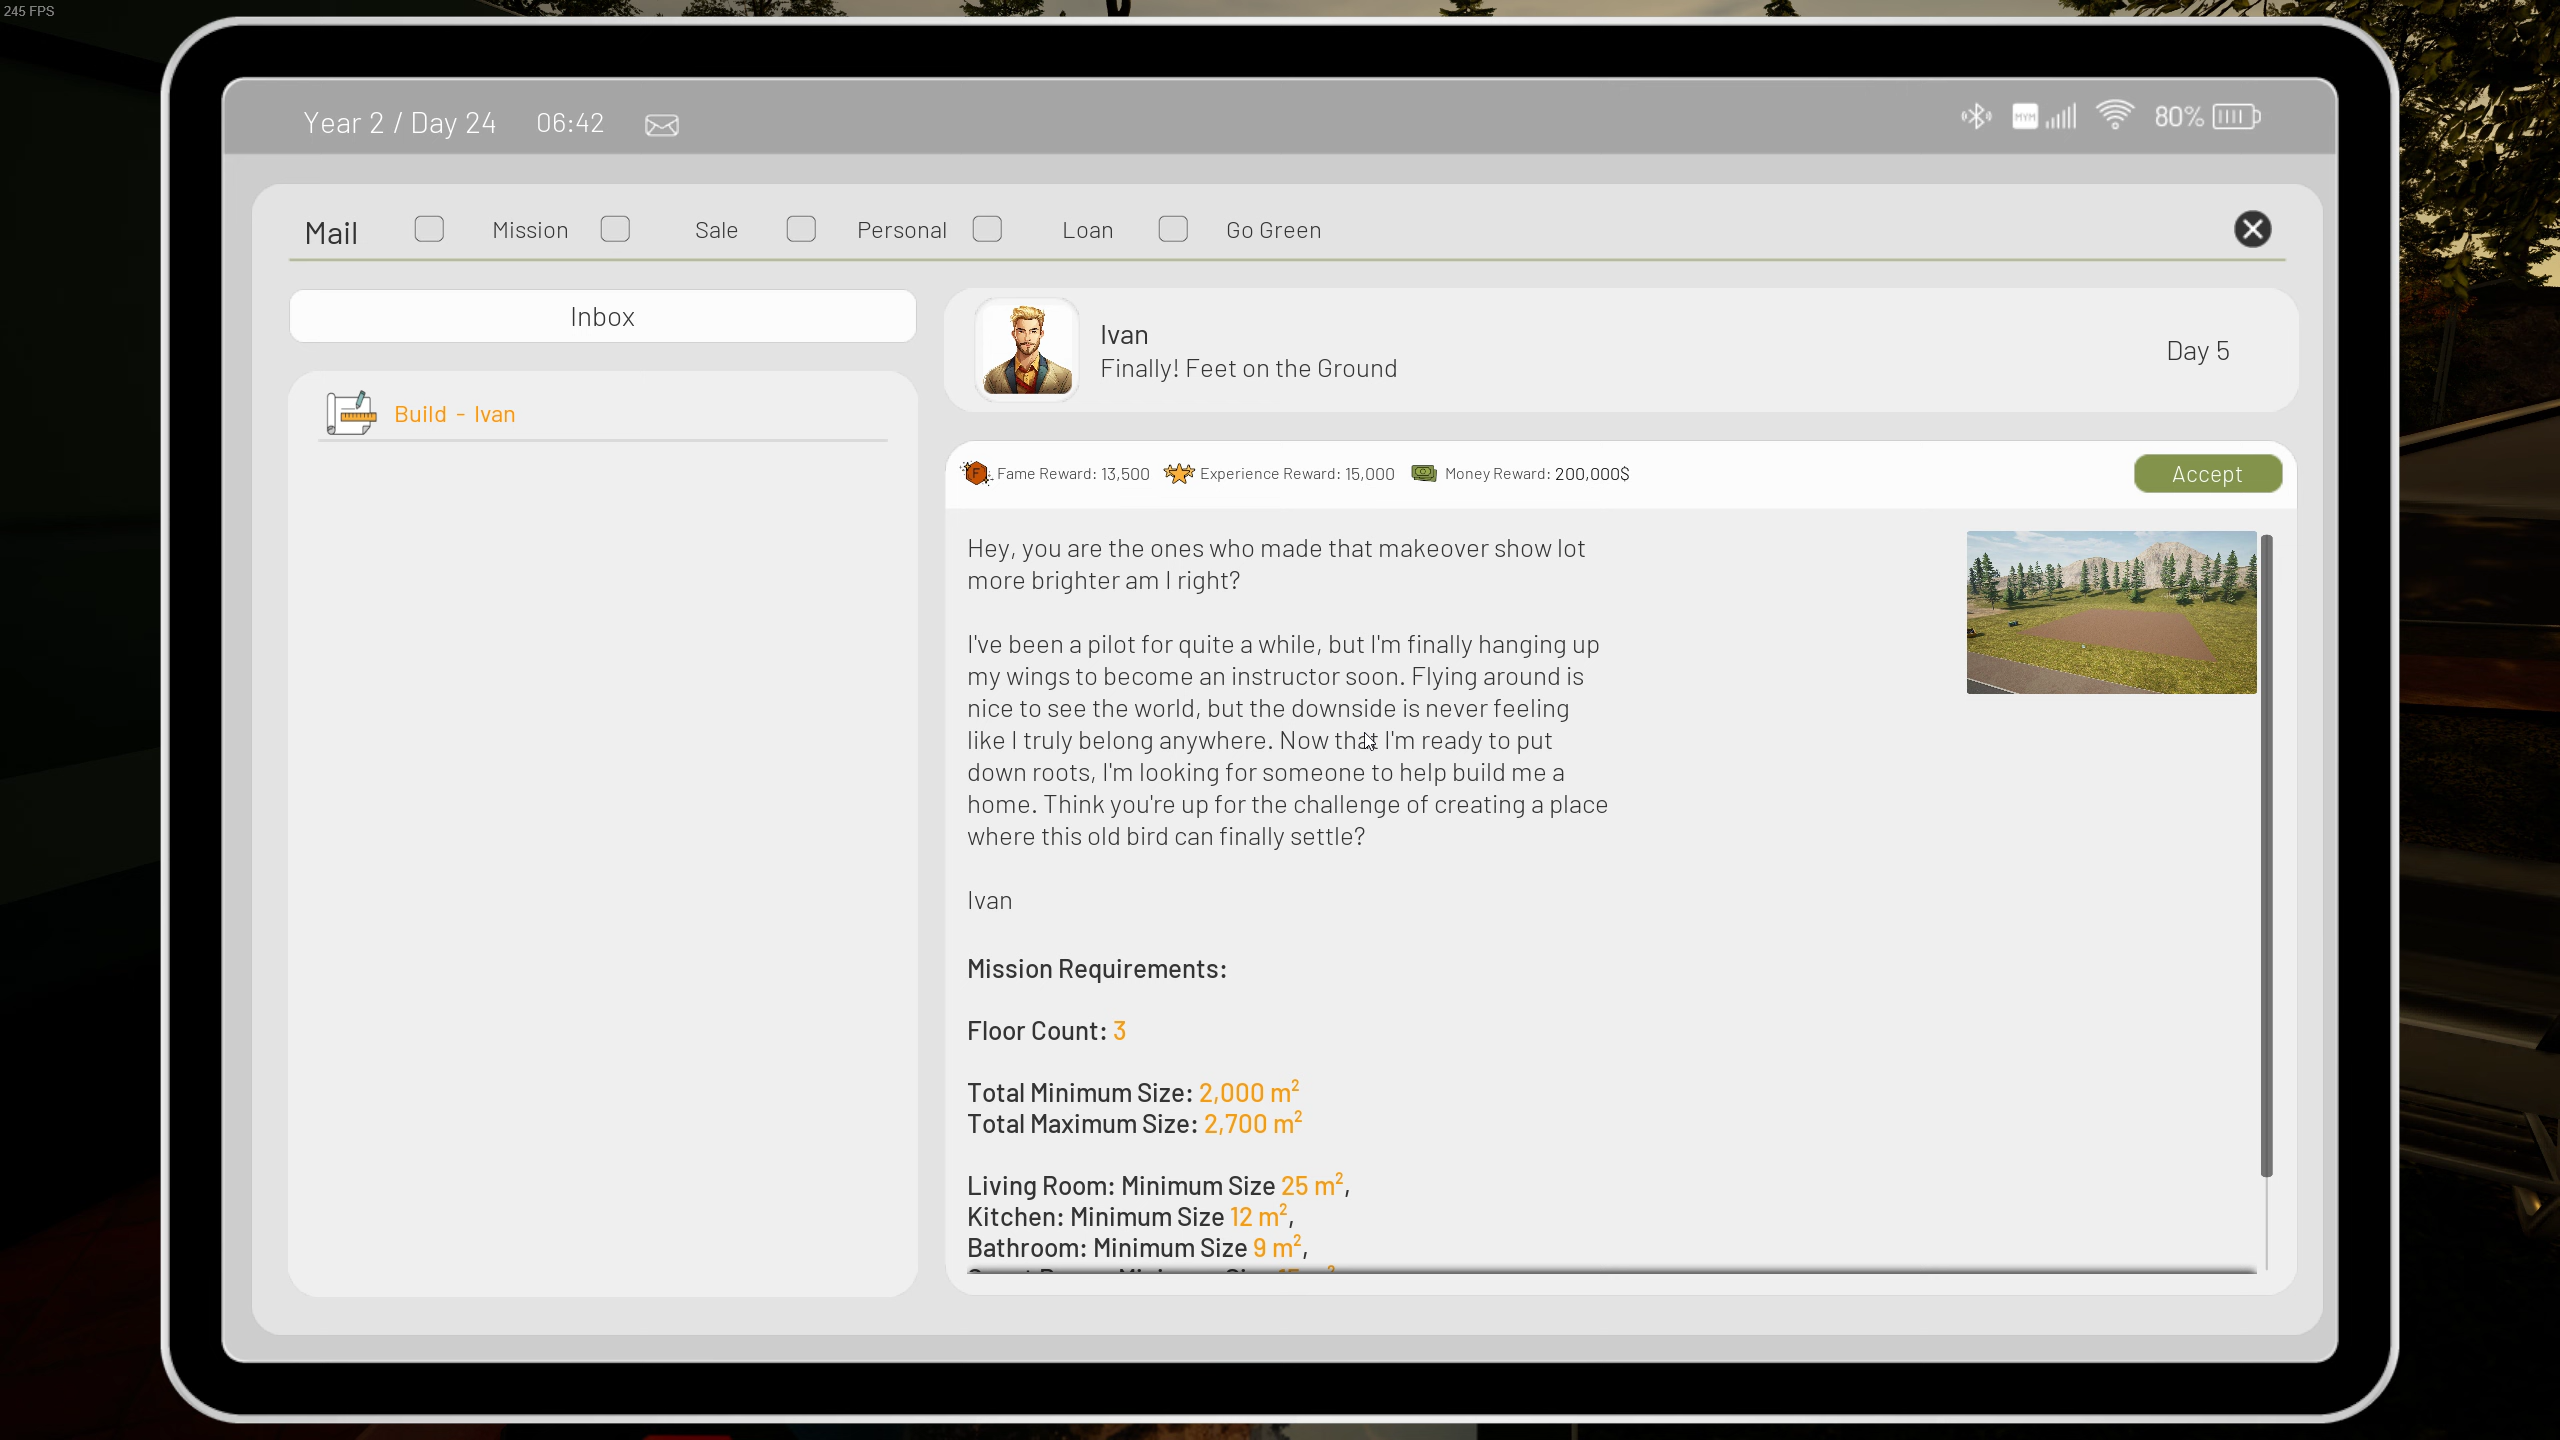 245 FPS
Year 2 / Day 24 06:42
MYM 80%
Mail Mission Sale Personal Loan Go Green
Inbox
Build - Ivan
Ivan
Finally! Feet on the Ground
Day 5
Fame Reward: 13,500 Experience Reward: 15,000 Money Reward: 200,000$
Accept
Hey, you are the ones who made that makeover show lot
more brighter am I right?
I've been a pilot for quite a while, but I'm finally hanging up
my wings to become an instructor soon. Flying around is
nice to see the world, but the downside is never feeling
like I truly belong anywhere. Now that I'm ready to put
down roots, I'm looking for someone to help build me a
home. Think you're up for the challenge of creating a place
where this old bird can finally settle?
Ivan
Mission Requirements:
Floor Count: 3
Total Minimum Size: 2,000 m²
Total Maximum Size: 2,700 m²
Living Room: Minimum Size 25 m²,
Kitchen: Minimum Size 12 m²,
Bathroom: Minimum Size 9 m²,